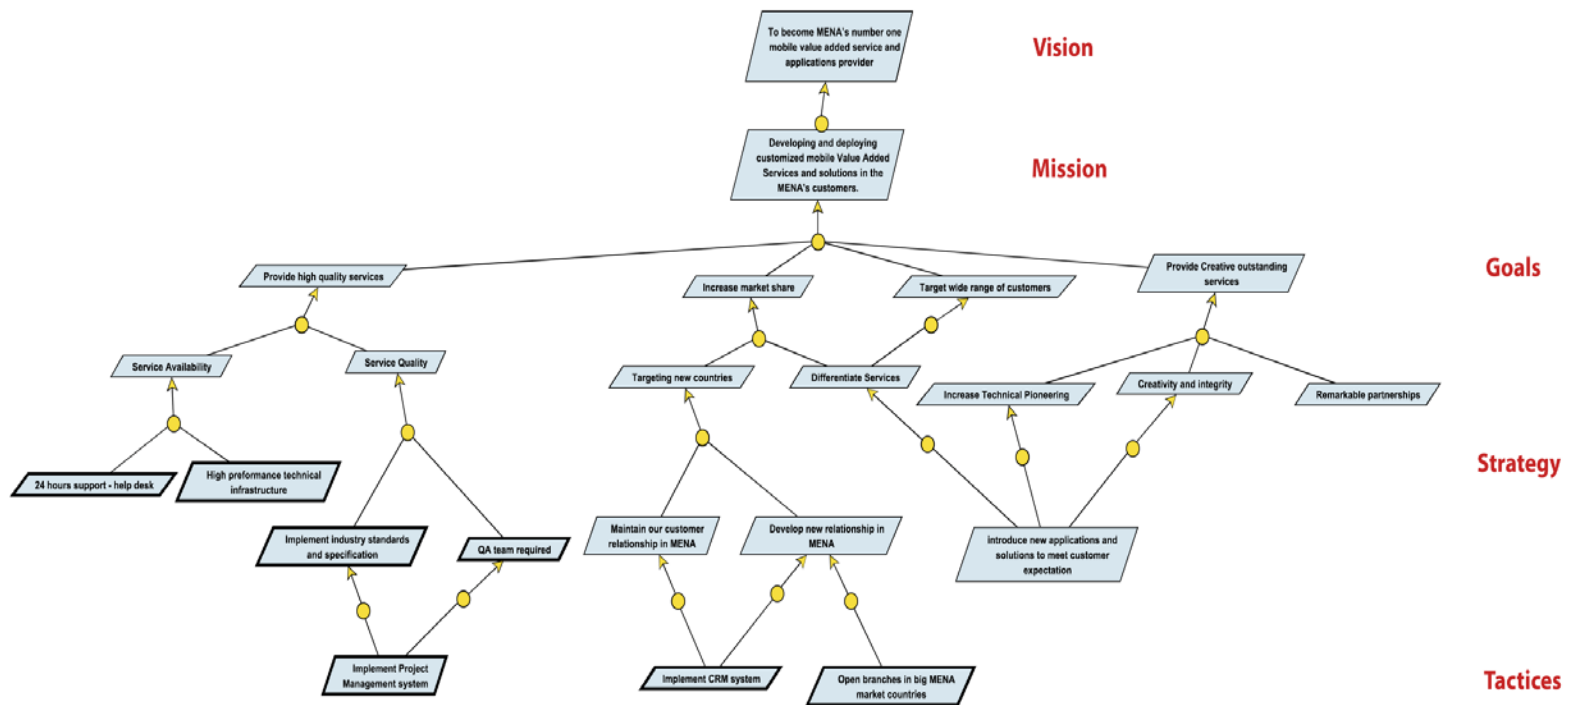 To become MENA's number one
mobile value added service and
applications provider
Vision
Developing and deploying
customized mobile Value Added
Services and solutions in the
MENA's customers.
Mission
Provide high quality services
Increase market share
Target wide range of customers
Provide Creative outstanding
services
Goals
Service Availability
Service Quality
Targeting new countries
Differentiate Services
Increase Technical Pioneering
Creativity and integrity
Remarkable partnerships
24 hours support - help desk
High preformance technical
infrastructure
Strategy
Implement industry standards
and specification
QA team required
Maintain our customer
relationship in MENA
Develop new relationship in
MENA
introduce new applications and
solutions to meet customer
expectation
Implement Project
Management system
Implement CRM system
Open branches in big MENA
market countries
Tactices